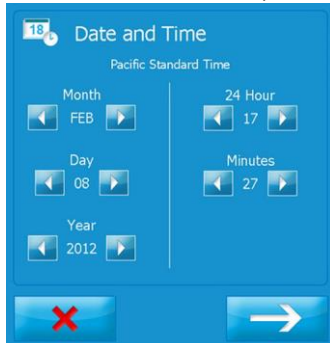 18
Date and Time
Pacific Standard Time
Month
FEB
Day
08
Year
2012
24 Hour
17
Minutes
27